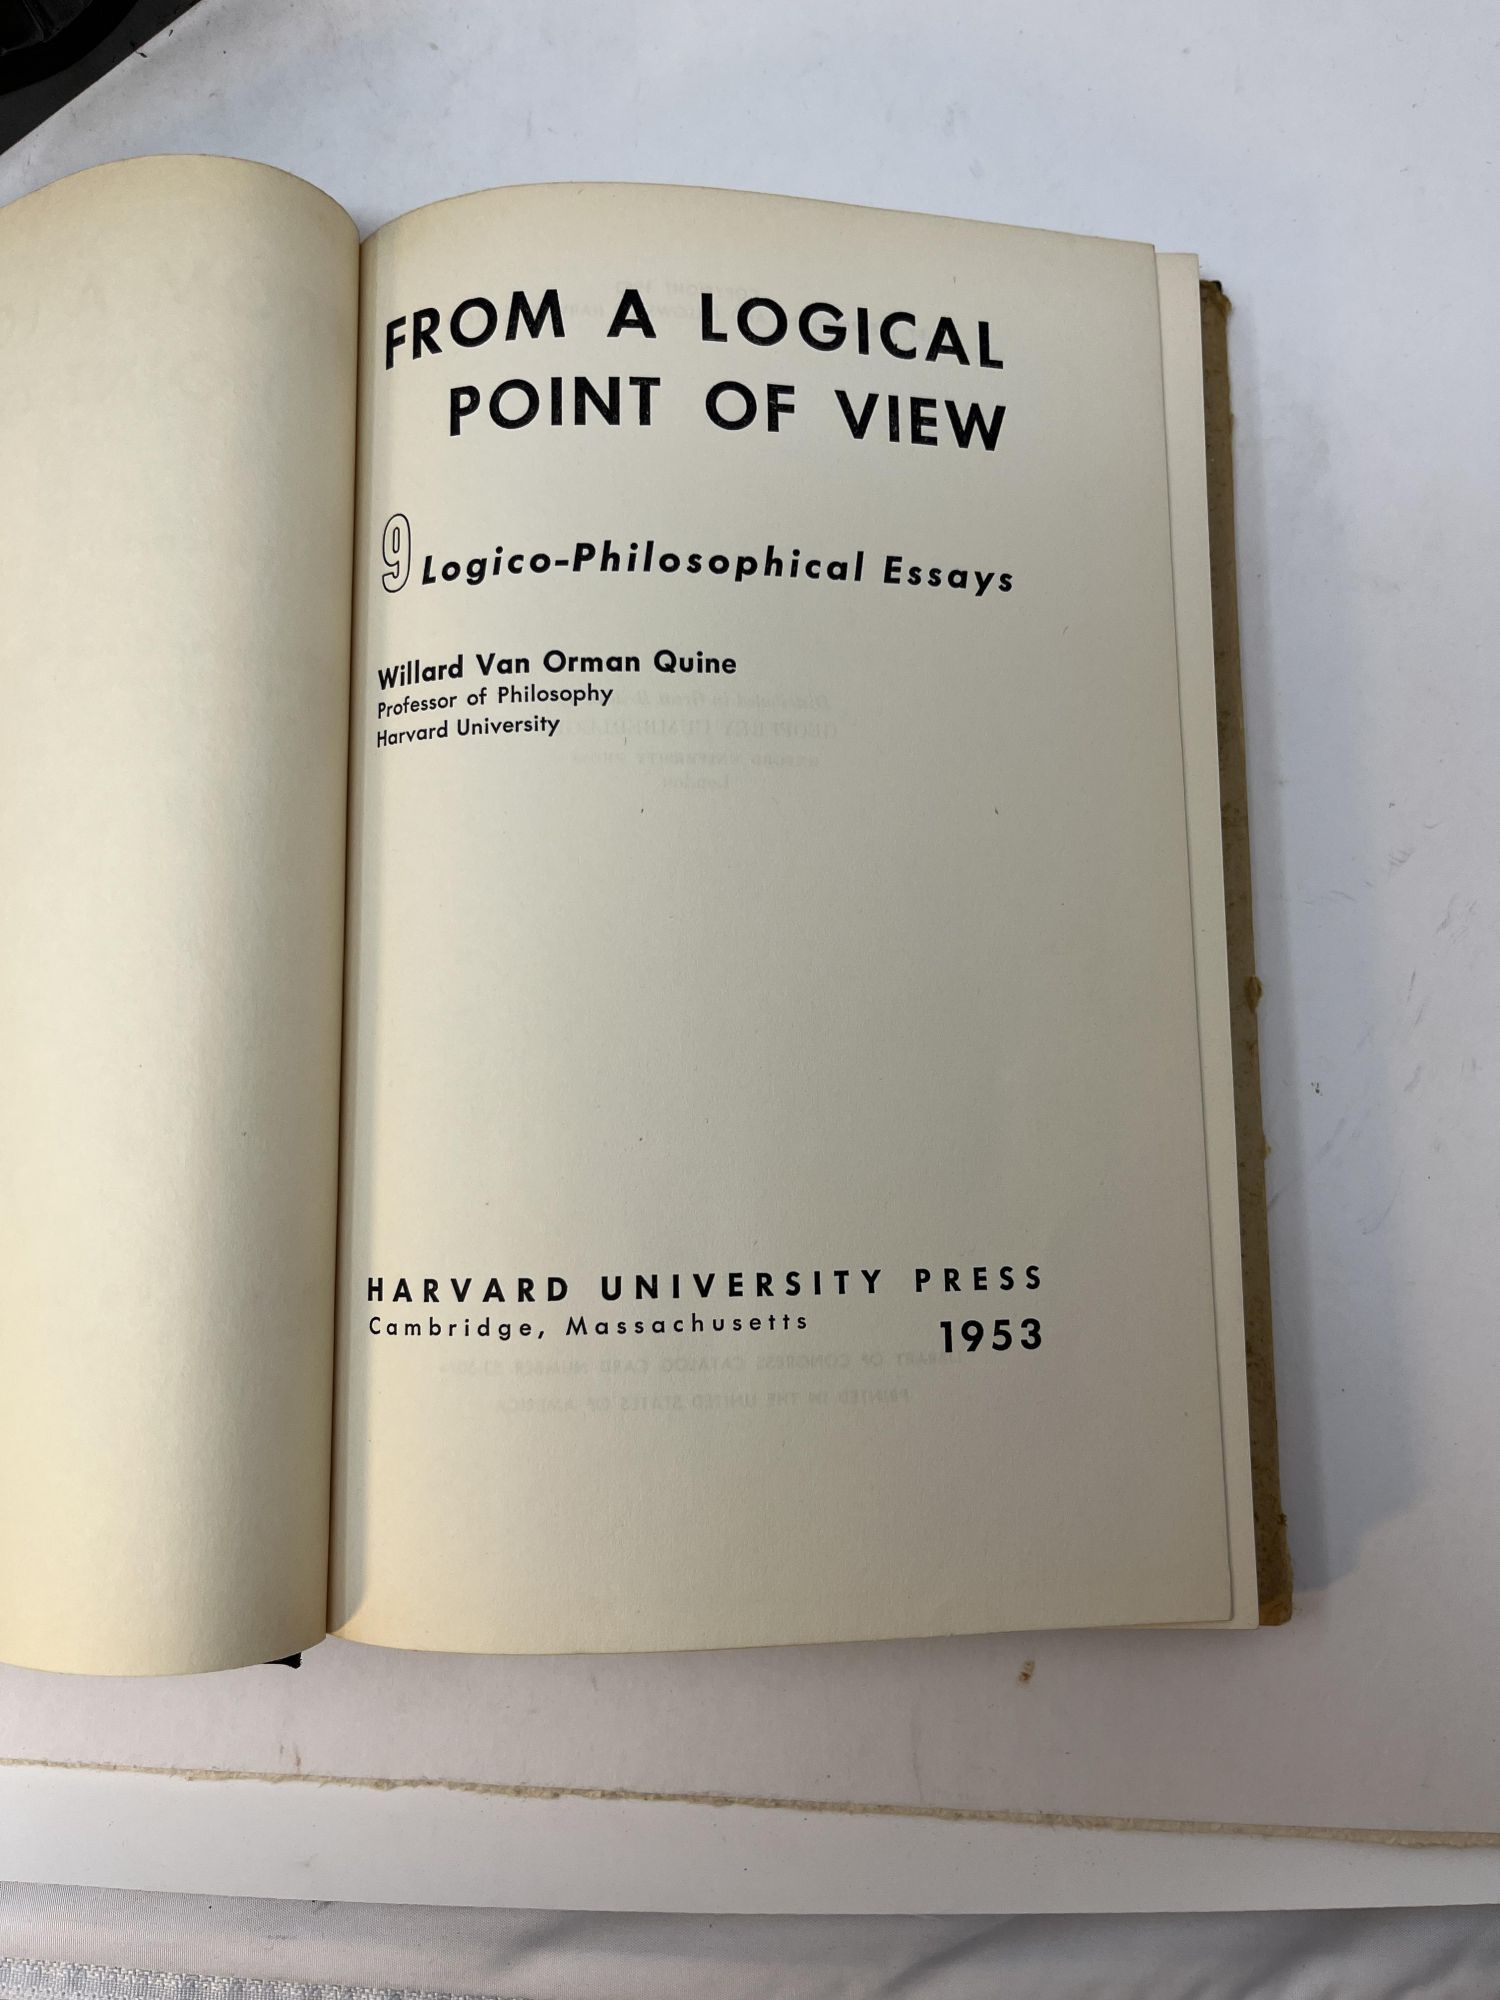 FROM A LOGICAL
POINT OF VIEW
9 Logico-Philosophical Essays
Willard Van Orman Quine
Professor of Philosophy
Harvard University
HARVARD UNIVERSITY PRESS
Cambridge, Massachusetts
1953